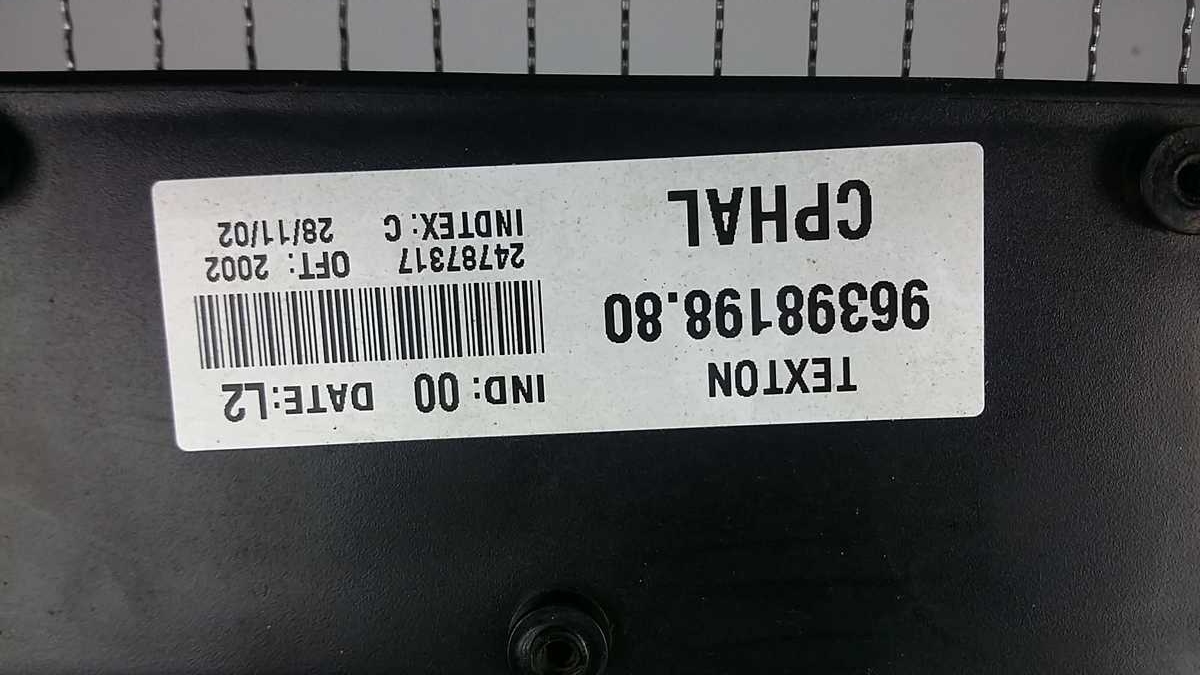 TEXTON
96398198.80
CPHAL
IND: 00 DATE:L2
24787317 OFT: 2002
INDTEX: C 28/11/02